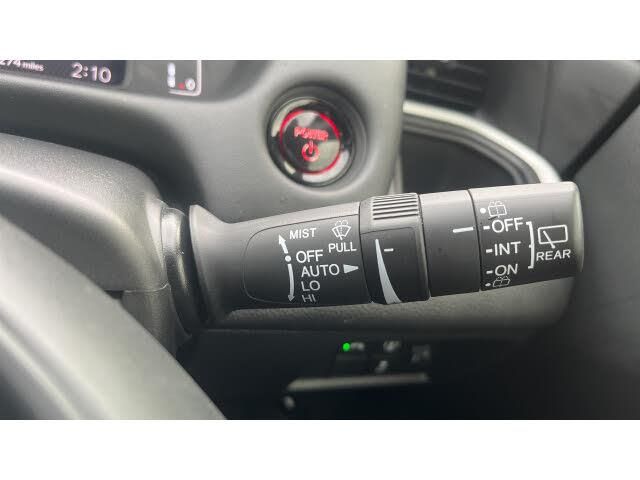 274 miles
2:10
POWER
MIST
PULL
OFF
AUTO
LO
HI
OFF
INT
ON
REAR